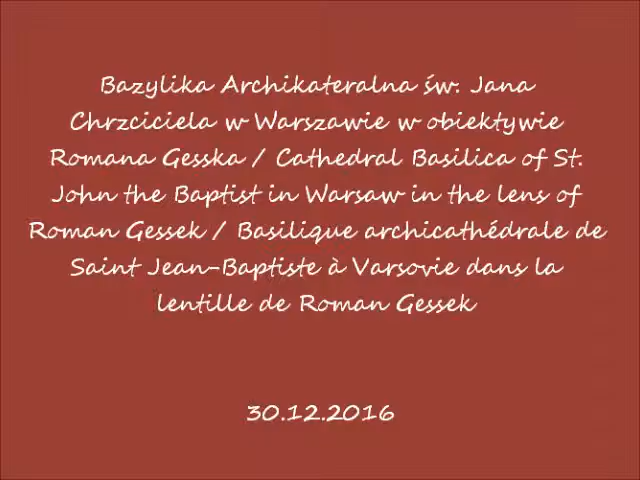 Bazylika Archikateralna św. Jana
Chrzciciela w Warszawie w obiektywie
Romana Gesska / Cathedral Basilica of St.
John the Baptist in Warsaw in the lens of
Roman Gessek / Basilique archicathédrale de
Saint Jean-Baptiste à Varsovie dans la
lentille de Roman Gessek
30.12.2016